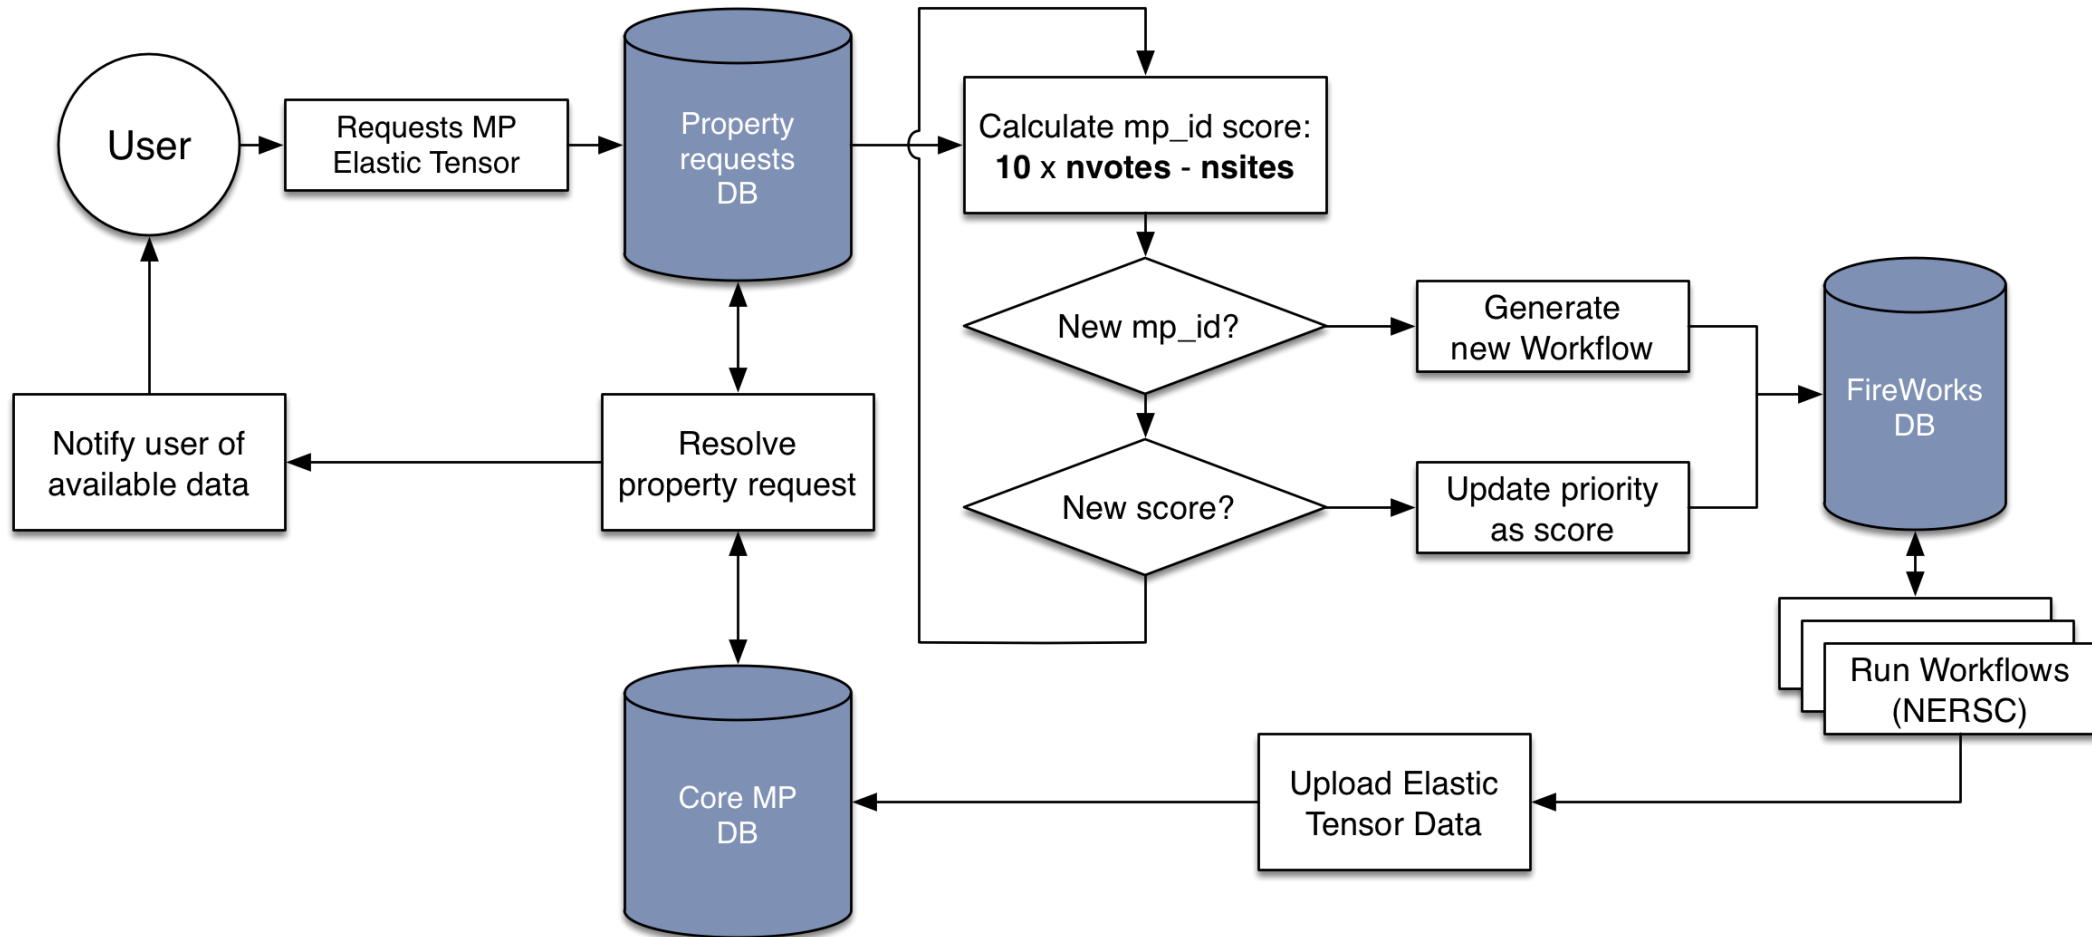 User
Requests MP
Elastic Tensor
Property
requests
DB
Calculate mp_id score:
10 x nvotes - nsites
New mp_id?
Generate
new Workflow
FireWorks
DB
Notify user of
available data
Resolve
property request
New score?
Update priority
as score
Run Workflows
(NERSC)
Core MP
DB
Upload Elastic
Tensor Data